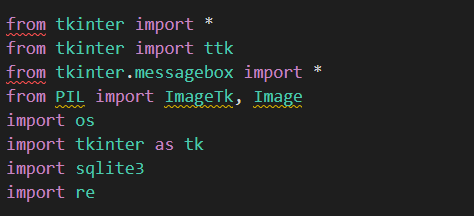 from tkinter import *
from tkinter import ttk
from tkinter.messagebox import *
from PIL import ImageTk, Image
import os
import tkinter as tk
import sqlite3
import re